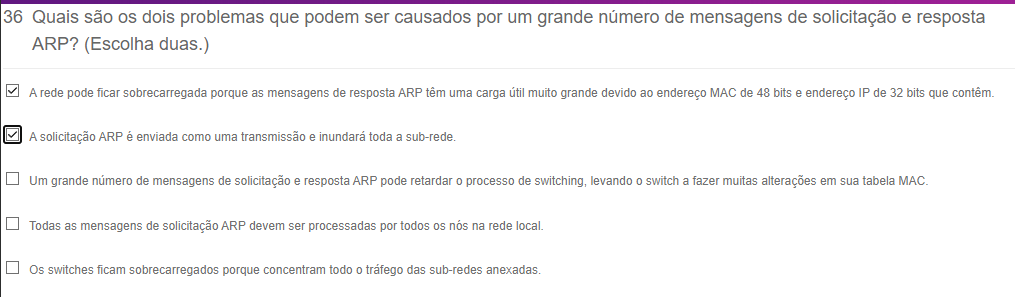 36 Quais são os dois problemas que podem ser causados por um grande número de mensagens de solicitação e resposta
ARP? (Escolha duas.)
A rede pode ficar sobrecarregada porque as mensagens de resposta ARP têm uma carga útil muito grande devido ao endereço MAC de 48 bits e endereço IP de 32 bits que contêm.
A solicitação ARP é enviada como uma transmissão e inundará toda a sub-rede.
Um grande número de mensagens de solicitação e resposta ARP pode retardar o processo de switching, levando o switch a fazer muitas alterações em sua tabela MAC.
Todas as mensagens de solicitação ARP devem ser processadas por todos os nós na rede local.
Os switches ficam sobrecarregados porque concentram todo o tráfego das sub-redes anexadas.